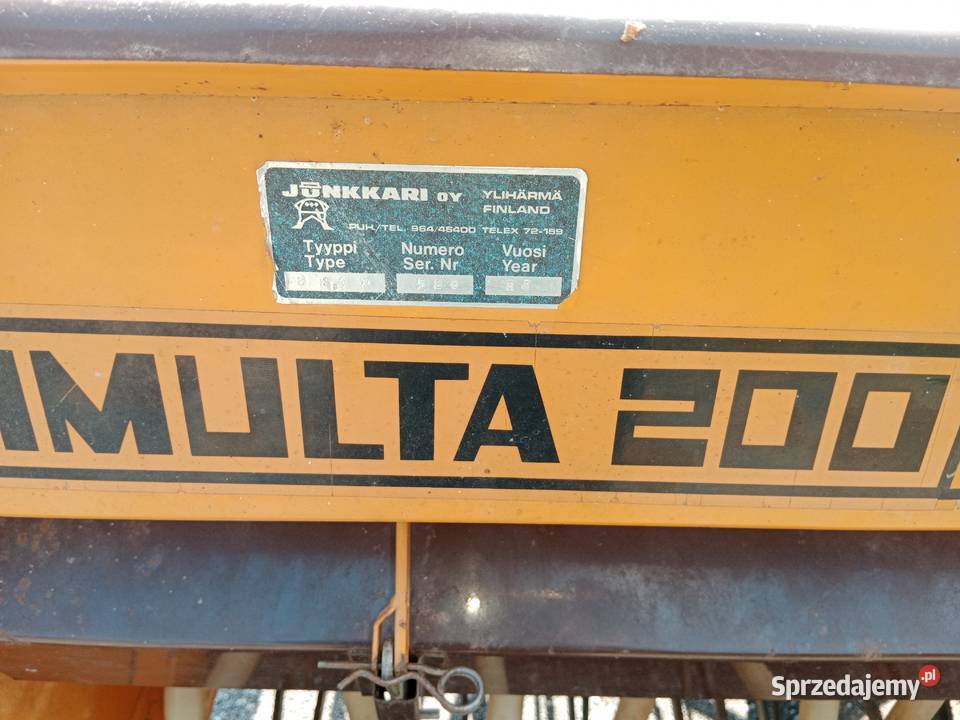 JUNKKARI OY YLIHÄRMÄ
FINLAND
PUH./TEL. 964/46400 TELEX 72-159
Tyyppi Numero Vuosi
Type Ser. Nr Year
IMULTA 200
Sprzedajemy.pl